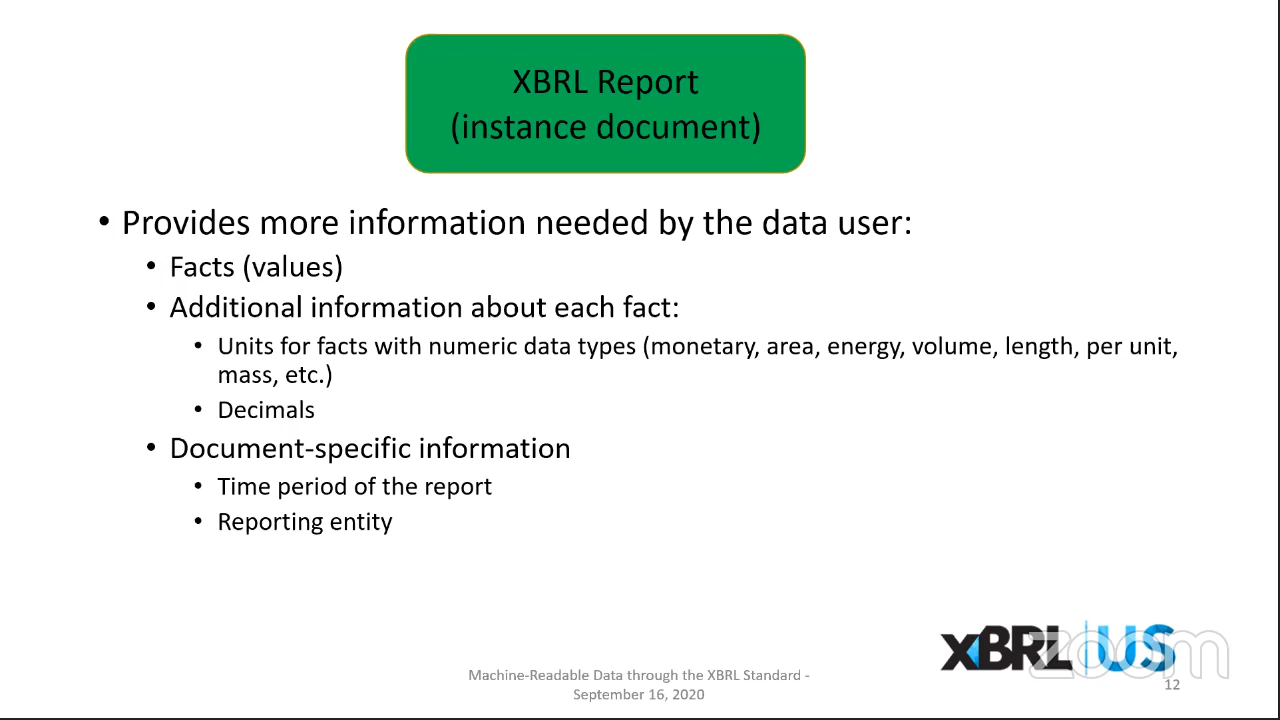 XBRL Report
(instance document)
• Provides more information needed by the data user:
• Facts (values)
• Additional information about each fact:
• Units for facts with numeric data types (monetary, area, energy, volume, length, per unit,
mass, etc.)
• Decimals
• Document-specific information
• Time period of the report
• Reporting entity
XBRL US
zoom
Machine-Readable Data through the XBRL Standard -
September 16, 2020
12